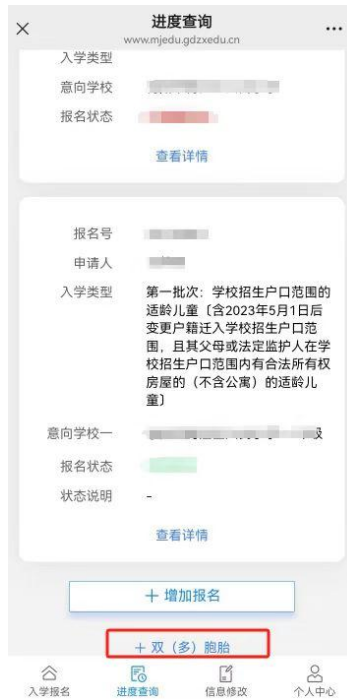 进度查询
www.mjedu.gdzxedu.cn
入学类型
意向学校
报名状态
查看详情
报名号
申请人
入学类型 第一批次：学校招生户口范围的
适龄儿童〔含2023年5月1日后
变更户籍迁入学校招生户口范
围，且其父母或法定监护人在学
校招生户口范围内有合法所有权
房屋的（不含公寓）的适龄儿
童〕
意向学校一
报名状态
状态说明 -
查看详情
+ 增加报名
+ 双（多）胞胎
入学报名 进度查询 信息修改 个人中心